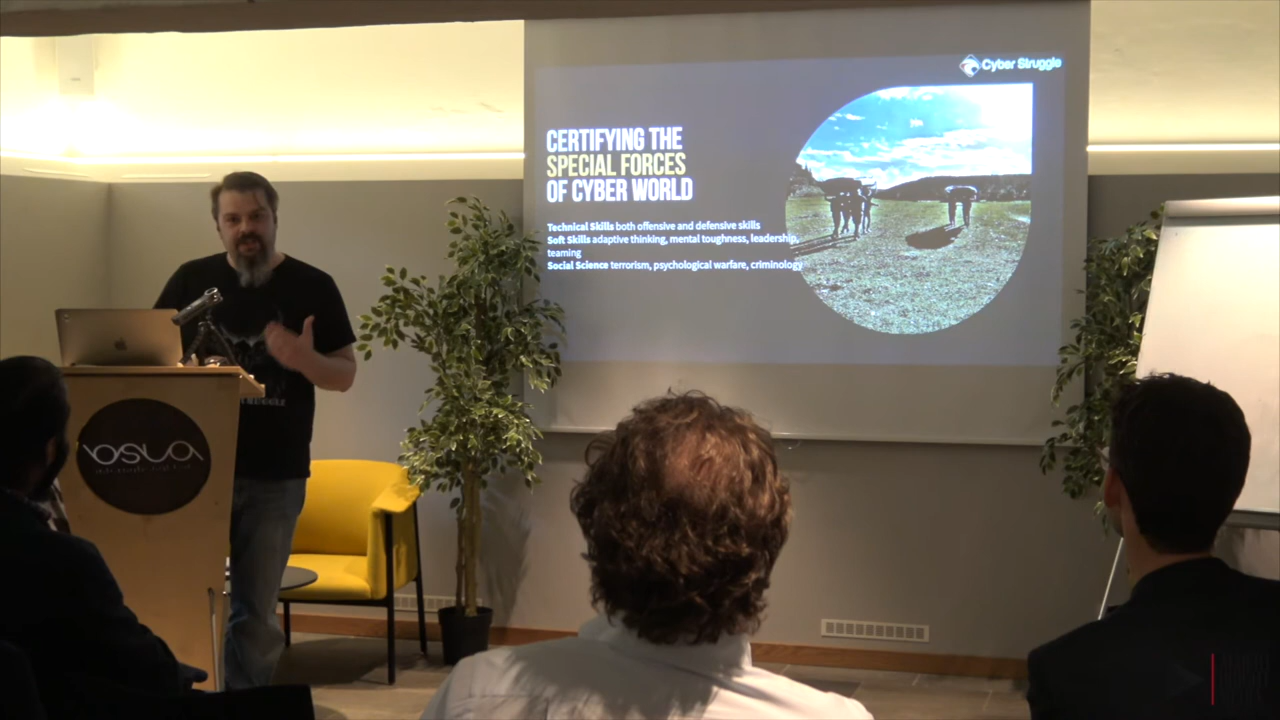 Cyber Struggle
CERTIFYING THE
SPECIAL FORCES
OF CYBER WORLD
Technical Skills both offensive and defensive skills
Soft Skills adaptive thinking, mental toughness, leadership,
teaming
Social Science terrorism, psychological warfare, criminology